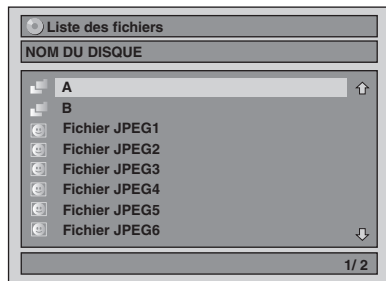 Liste des fichiers
NOM DU DISQUE
A
B
Fichier JPEG1
Fichier JPEG2
Fichier JPEG3
Fichier JPEG4
Fichier JPEG5
Fichier JPEG6
1/ 2